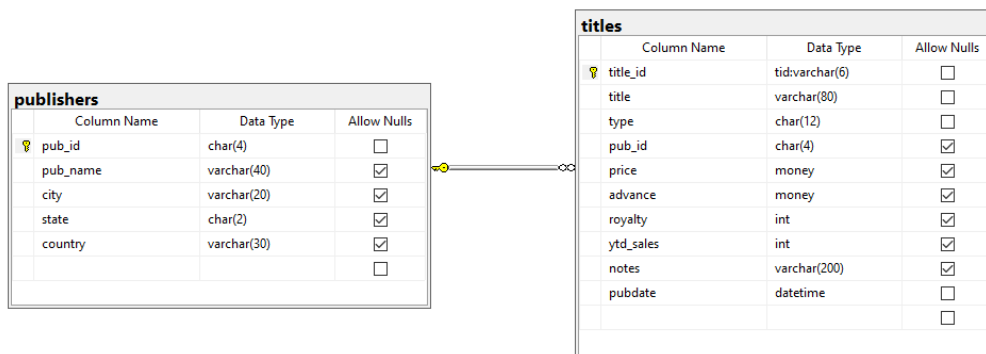 publishers
Column Name Data Type Allow Nulls
pub_id char(4)
pub_name varchar(40)
city varchar(20)
state char(2)
country varchar(30)
titles
Column Name Data Type Allow Nulls
title_id tid:varchar(6)
title varchar(80)
type char(12)
pub_id char(4)
price money
advance money
royalty int
ytd_sales int
notes varchar(200)
pubdate datetime